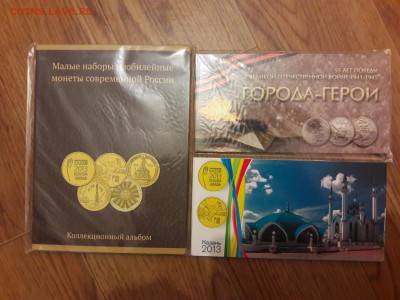 COINS.LAVE.RU
Малые наборы и юбилейные
монеты современной России
Коллекционный альбом
55 ЛЕТ ПОБЕДЫ
В ВЕЛИКОЙ ОТЕЧЕСТВЕННОЙ ВОЙНЕ 1941-1945
ГОРОДА-ГЕРОИ
Казань
2013